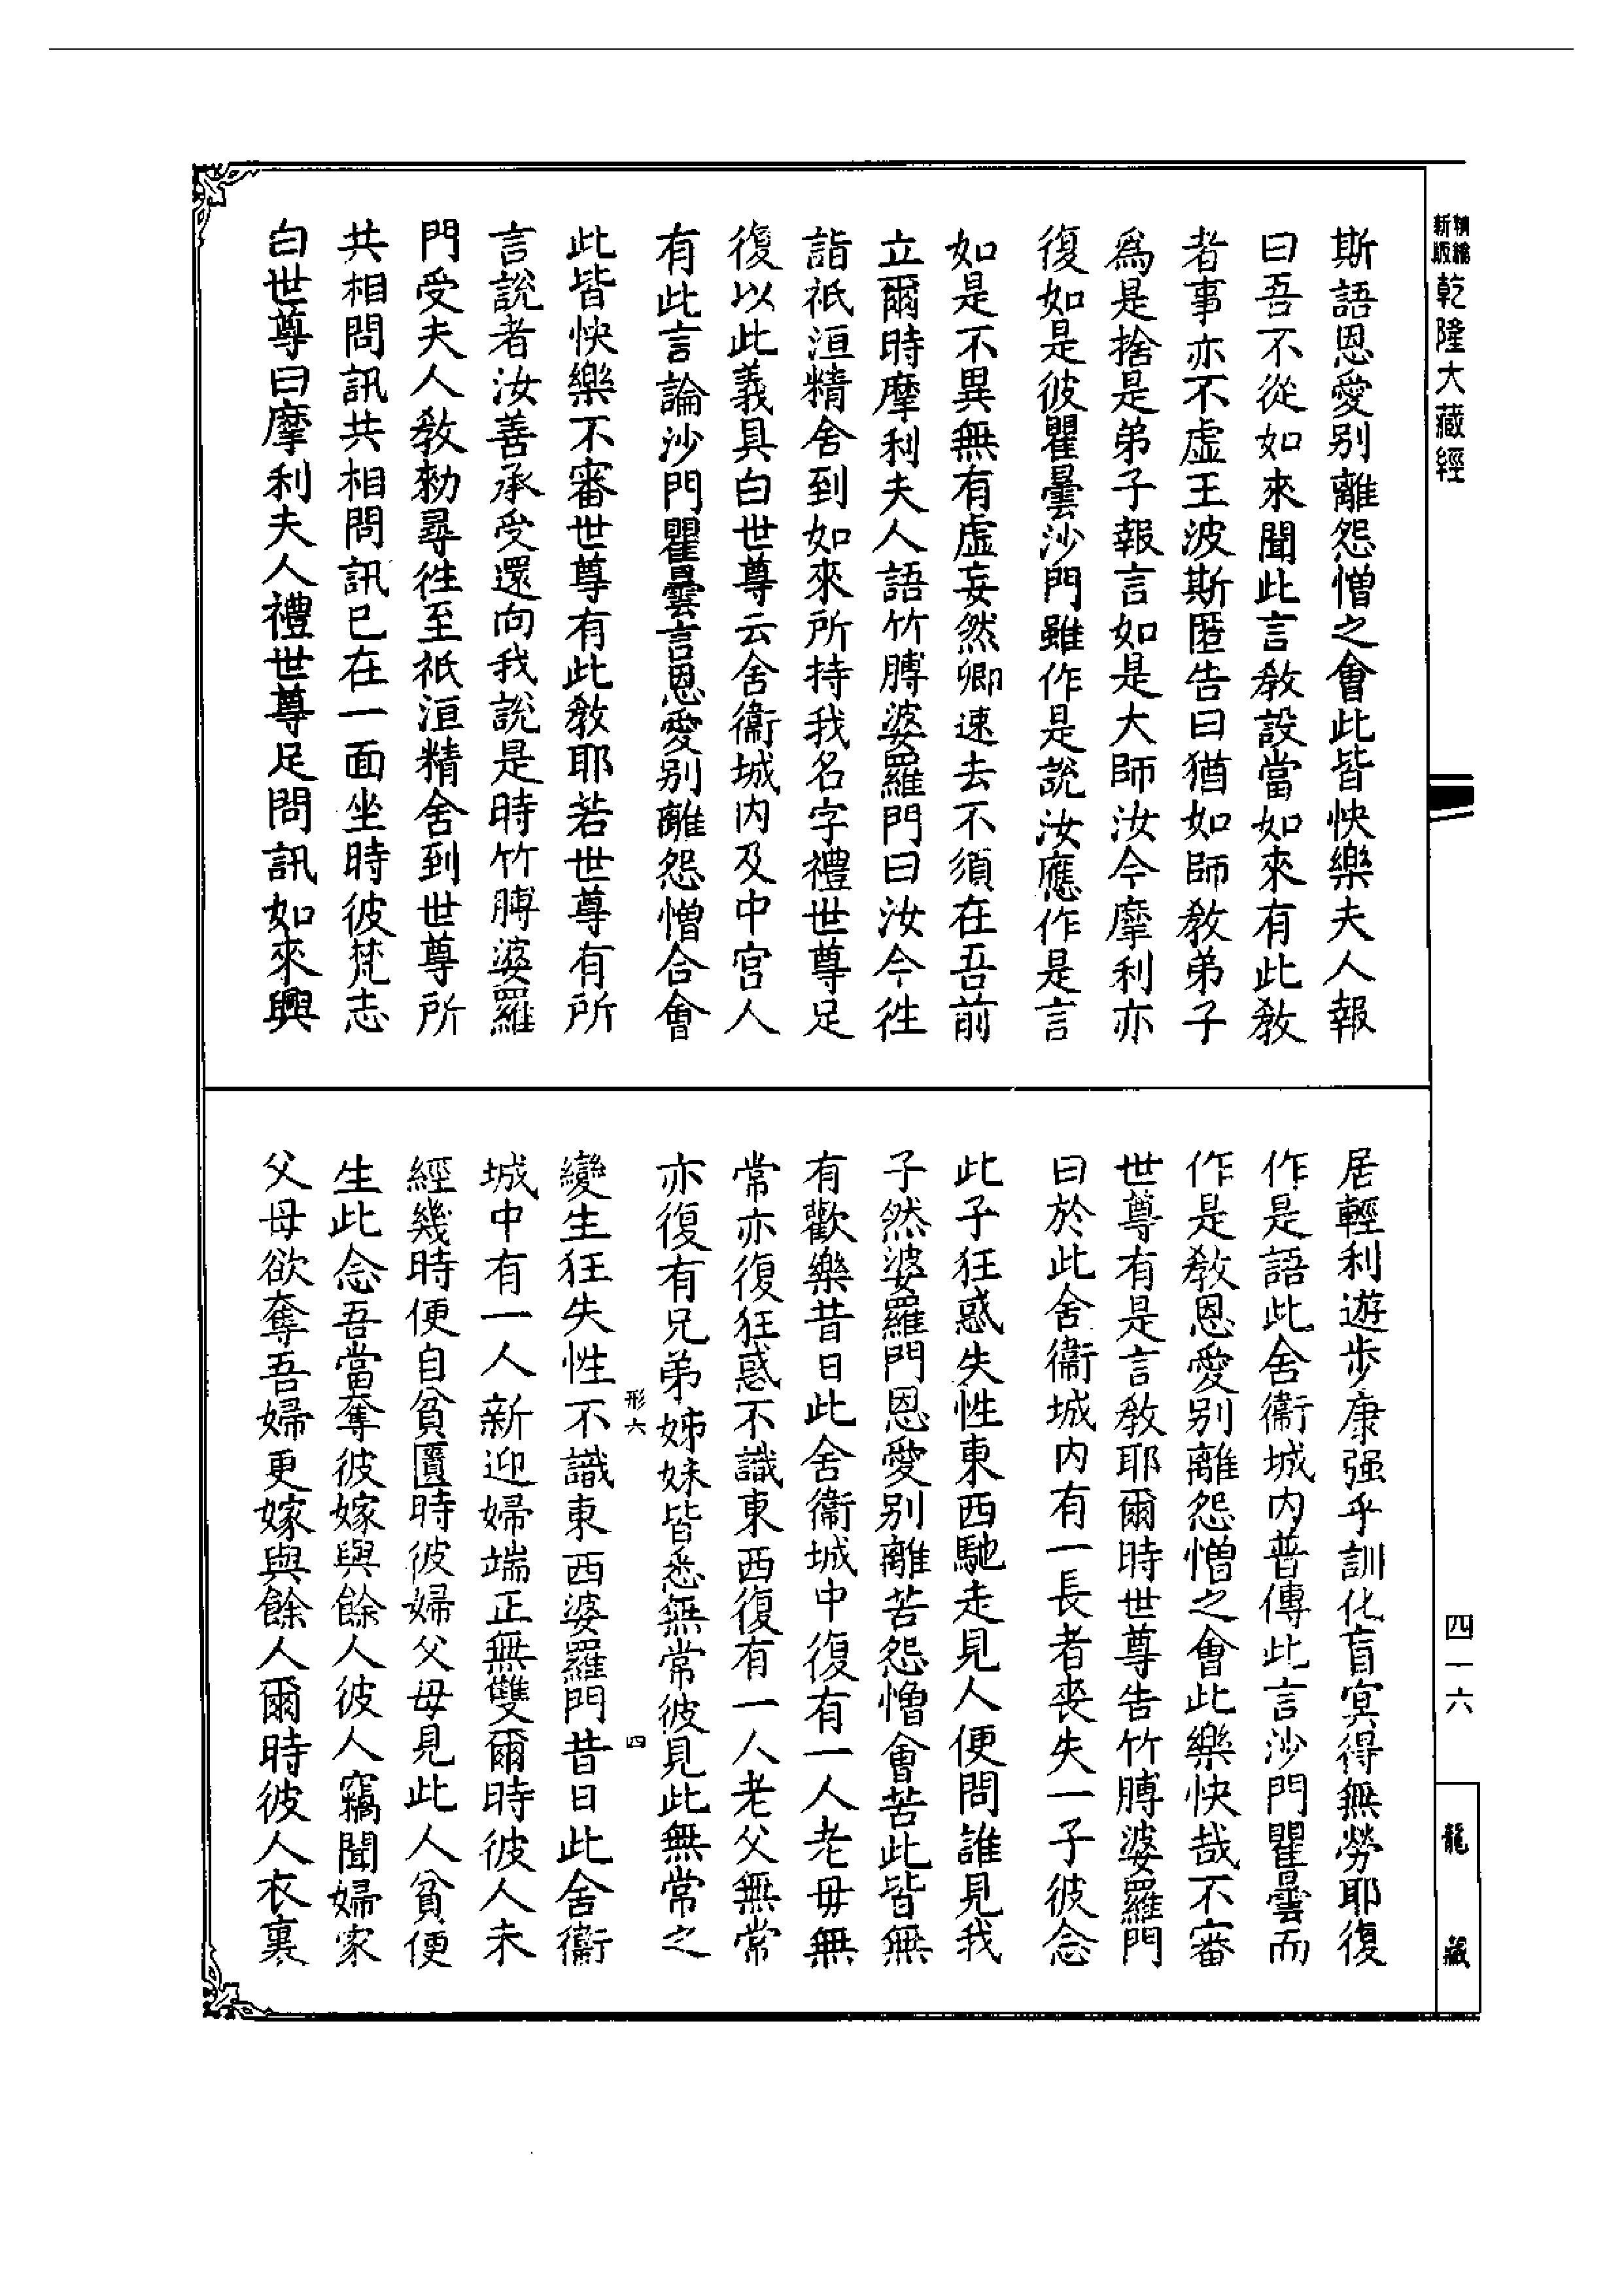 精編
新版
乾隆大藏經
斯語恩愛別離怨憎之會此皆快樂夫人報
曰吾不從如來聞此言教設當如來有此教
者事亦不虛王波斯匿告曰猶如師教弟子
為是捨是弟子報言如是大師汝今摩利亦
復如是彼瞿曇沙門雖作是說汝應作是言
如是不異無有虛妄然卿速去不須在吾前
立爾時摩利夫人語竹膊婆羅門曰汝今往
詣祇洹精舍到如來所持我名字禮世尊足
復以此義具白世尊云舍衛城內及中宮人
有此言論沙門瞿曇言恩愛別離怨憎合會
此皆快樂不審世尊有此教耶若世尊有所
言說者汝善承受還向我說是時竹膊婆羅
門受夫人教勑尋往至祇洹精舍到世尊所
共相問訊共相問訊已在一面坐時彼梵志
白世尊曰摩利夫人禮世尊足問訊如來興
居輕利遊步康强乎訓化盲冥得無勞耶復
作是語此舍衛城內普傳此言沙門瞿曇而
作是教恩愛別離怨憎之會此樂快哉不審
世尊有是言教耶爾時世尊告竹膊婆羅門
曰於此舍衛城內有一長者喪失一子彼念
此子狂惑失性東西馳走見人便問誰見我
子然婆羅門恩愛別離苦怨憎會苦此皆無
有歡樂昔日此舍衛城中復有一人老母無
常亦復狂惑不識東西復有一人老父無常
亦復有兄弟姊妹皆悉無常彼見此無常之
形六
四
變生狂失性不識東西婆羅門昔日此舍衛
城中有一人新迎婦端正無雙爾時彼人未
經幾時便自貧匱時彼婦父母見此人貧便
生此念吾當奪彼嫁與餘人彼人竊聞婦家
父母欲奪吾婦更嫁與餘人爾時彼人衣裏
四一六
龍藏